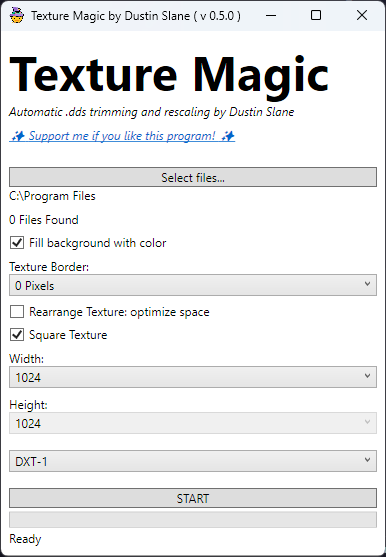 Texture Magic by Dustin Slane ( v 0.5.0 )
Texture Magic
Automatic .dds trimming and rescaling by Dustin Slane
✨ Support me if you like this program! ✨
Select files...
C:\Program Files
0 Files Found
Fill background with color
Texture Border:
0 Pixels
Rearrange Texture: optimize space
Square Texture
Width:
1024
Height:
1024
DXT-1
START
Ready